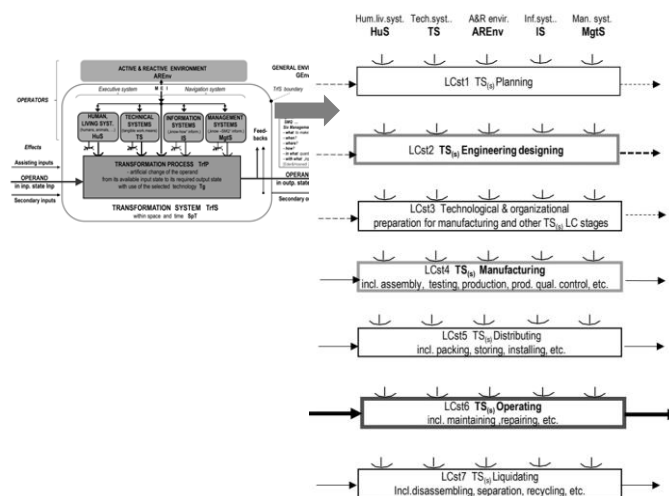 ACTIVE & REACTIVE ENVIRONMENT
AREnv
GENERAL ENV
GEnv
Executive system
M E I
Navigation system
TrfS
boundary
OPERATORS
HUMAN,
LIVING SYST.
HuS
TECHNICAL
SYSTEMS
TS
INFORMATION
SYSTEMS
IS
MANAGEMENT
SYSTEMS
MgtS
Feed-
backs
Effects
Assisting inputs
OPERAND
in inp. state Inp
Secondary inputs
TRANSFORMATION PROCESS TrfP
- artificial change of the operand
from its available input state to its required output state
with use of the selected technology Tg
OPERAN
in outp. state
Secondary o
TRANSFORMATION SYSTEM TrfS
within space and time SpT
Hum.liv.syst.
HuS
Tech.syst..
TS
A&R envir.
AREnv
Inf.syst..
IS
Man. syst.
MgtS
LCst1 TS(s) Planning
LCst2 TS(s) Engineering designing
LCst3 Technological & organizational
preparation for manufacturing and other TS(s) LC stages
LCst4 TS(s) Manufacturing
incl. assembly, testing, production, prod. qual. control, etc.
LCst5 TS(s) Distributing
incl. packing, storing, installing, etc.
LCst6 TS(s) Operating
incl. maintaining ,repairing, etc.
LCst7 TS(s) Liquidating
Incl.disassembling, separation, recycling, etc.